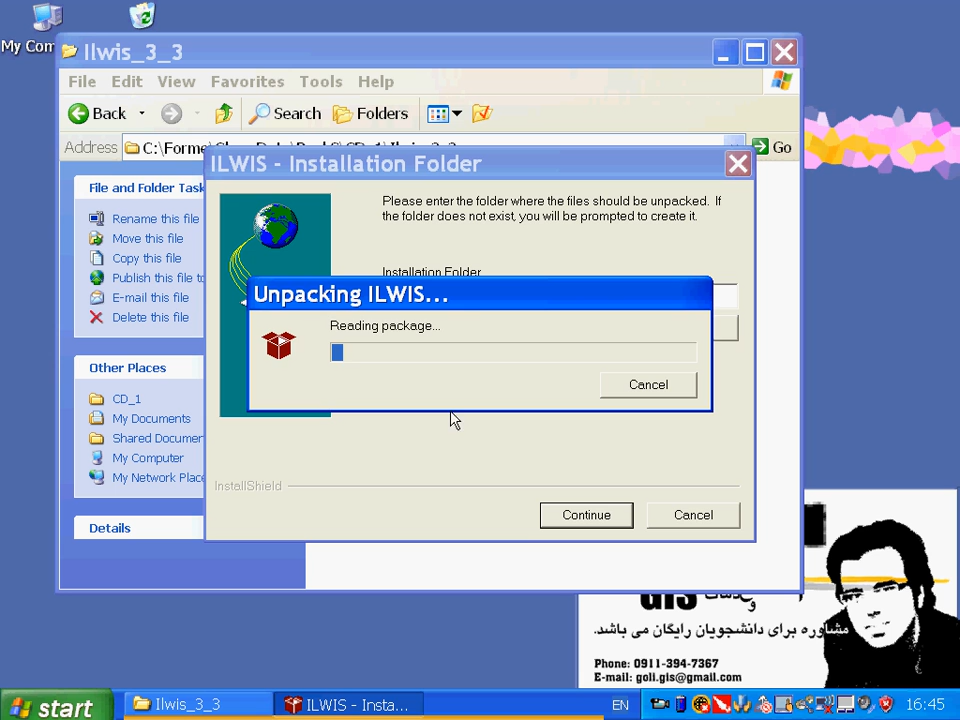 My Com
Ilwis_3_3
File Edit View Favorites Tools Help
Back Search Folders
Address Go
ILWIS - Installation Folder
File and Folder Task
Rename this file
Move this file
Copy this file
Publish this file to
E-mail this file
Delete this file
Other Places
CD_1
My Documents
Shared Documen
My Computer
My Network Place
Details
Please enter the folder where the files should be unpacked. If
the folder does not exist, you will be prompted to create it.
Installation Folder
Unpacking ILWIS...
Reading package...
Cancel
InstallShield
Continue Cancel
GIS
مشاوره برای دانشجویان رایگان می باشد.
Phone: 0911-394-7367
E-mail: goli.gis@gmail.com
start Ilwis_3_3 ILWIS - Insta... EN 16:45